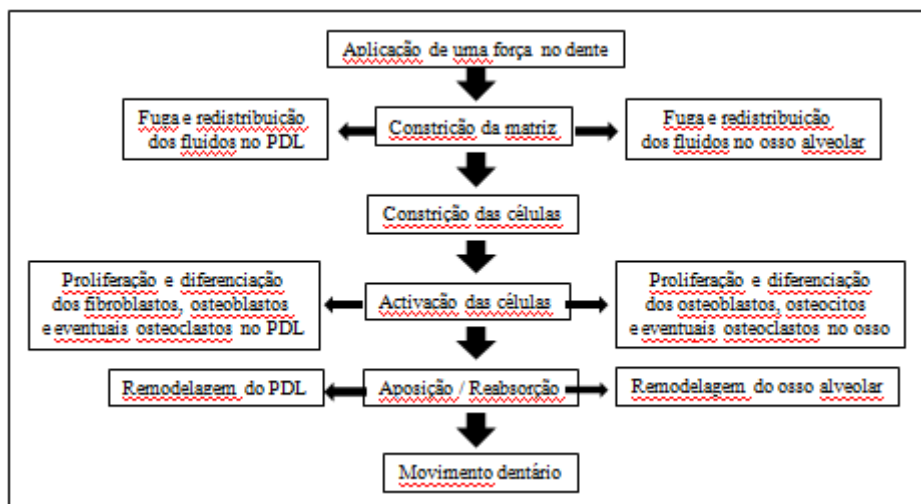 Aplicação de uma força no dente
Fuga e redistribuição
dos fluidos no PDL
Constrição da matriz
Fuga e redistribuição
dos fluidos no osso alveolar
Constrição das células
Proliferação e diferenciação
dos fibroblastos, osteoblastos
e eventuais osteoclastos no PDL
Activação das células
Proliferação e diferenciação
dos osteoblastos, osteocitos
e eventuais osteoclastos no osso
Remodelagem do PDL
Aposição / Reabsorção
Remodelagem do osso alveolar
Movimento dentário